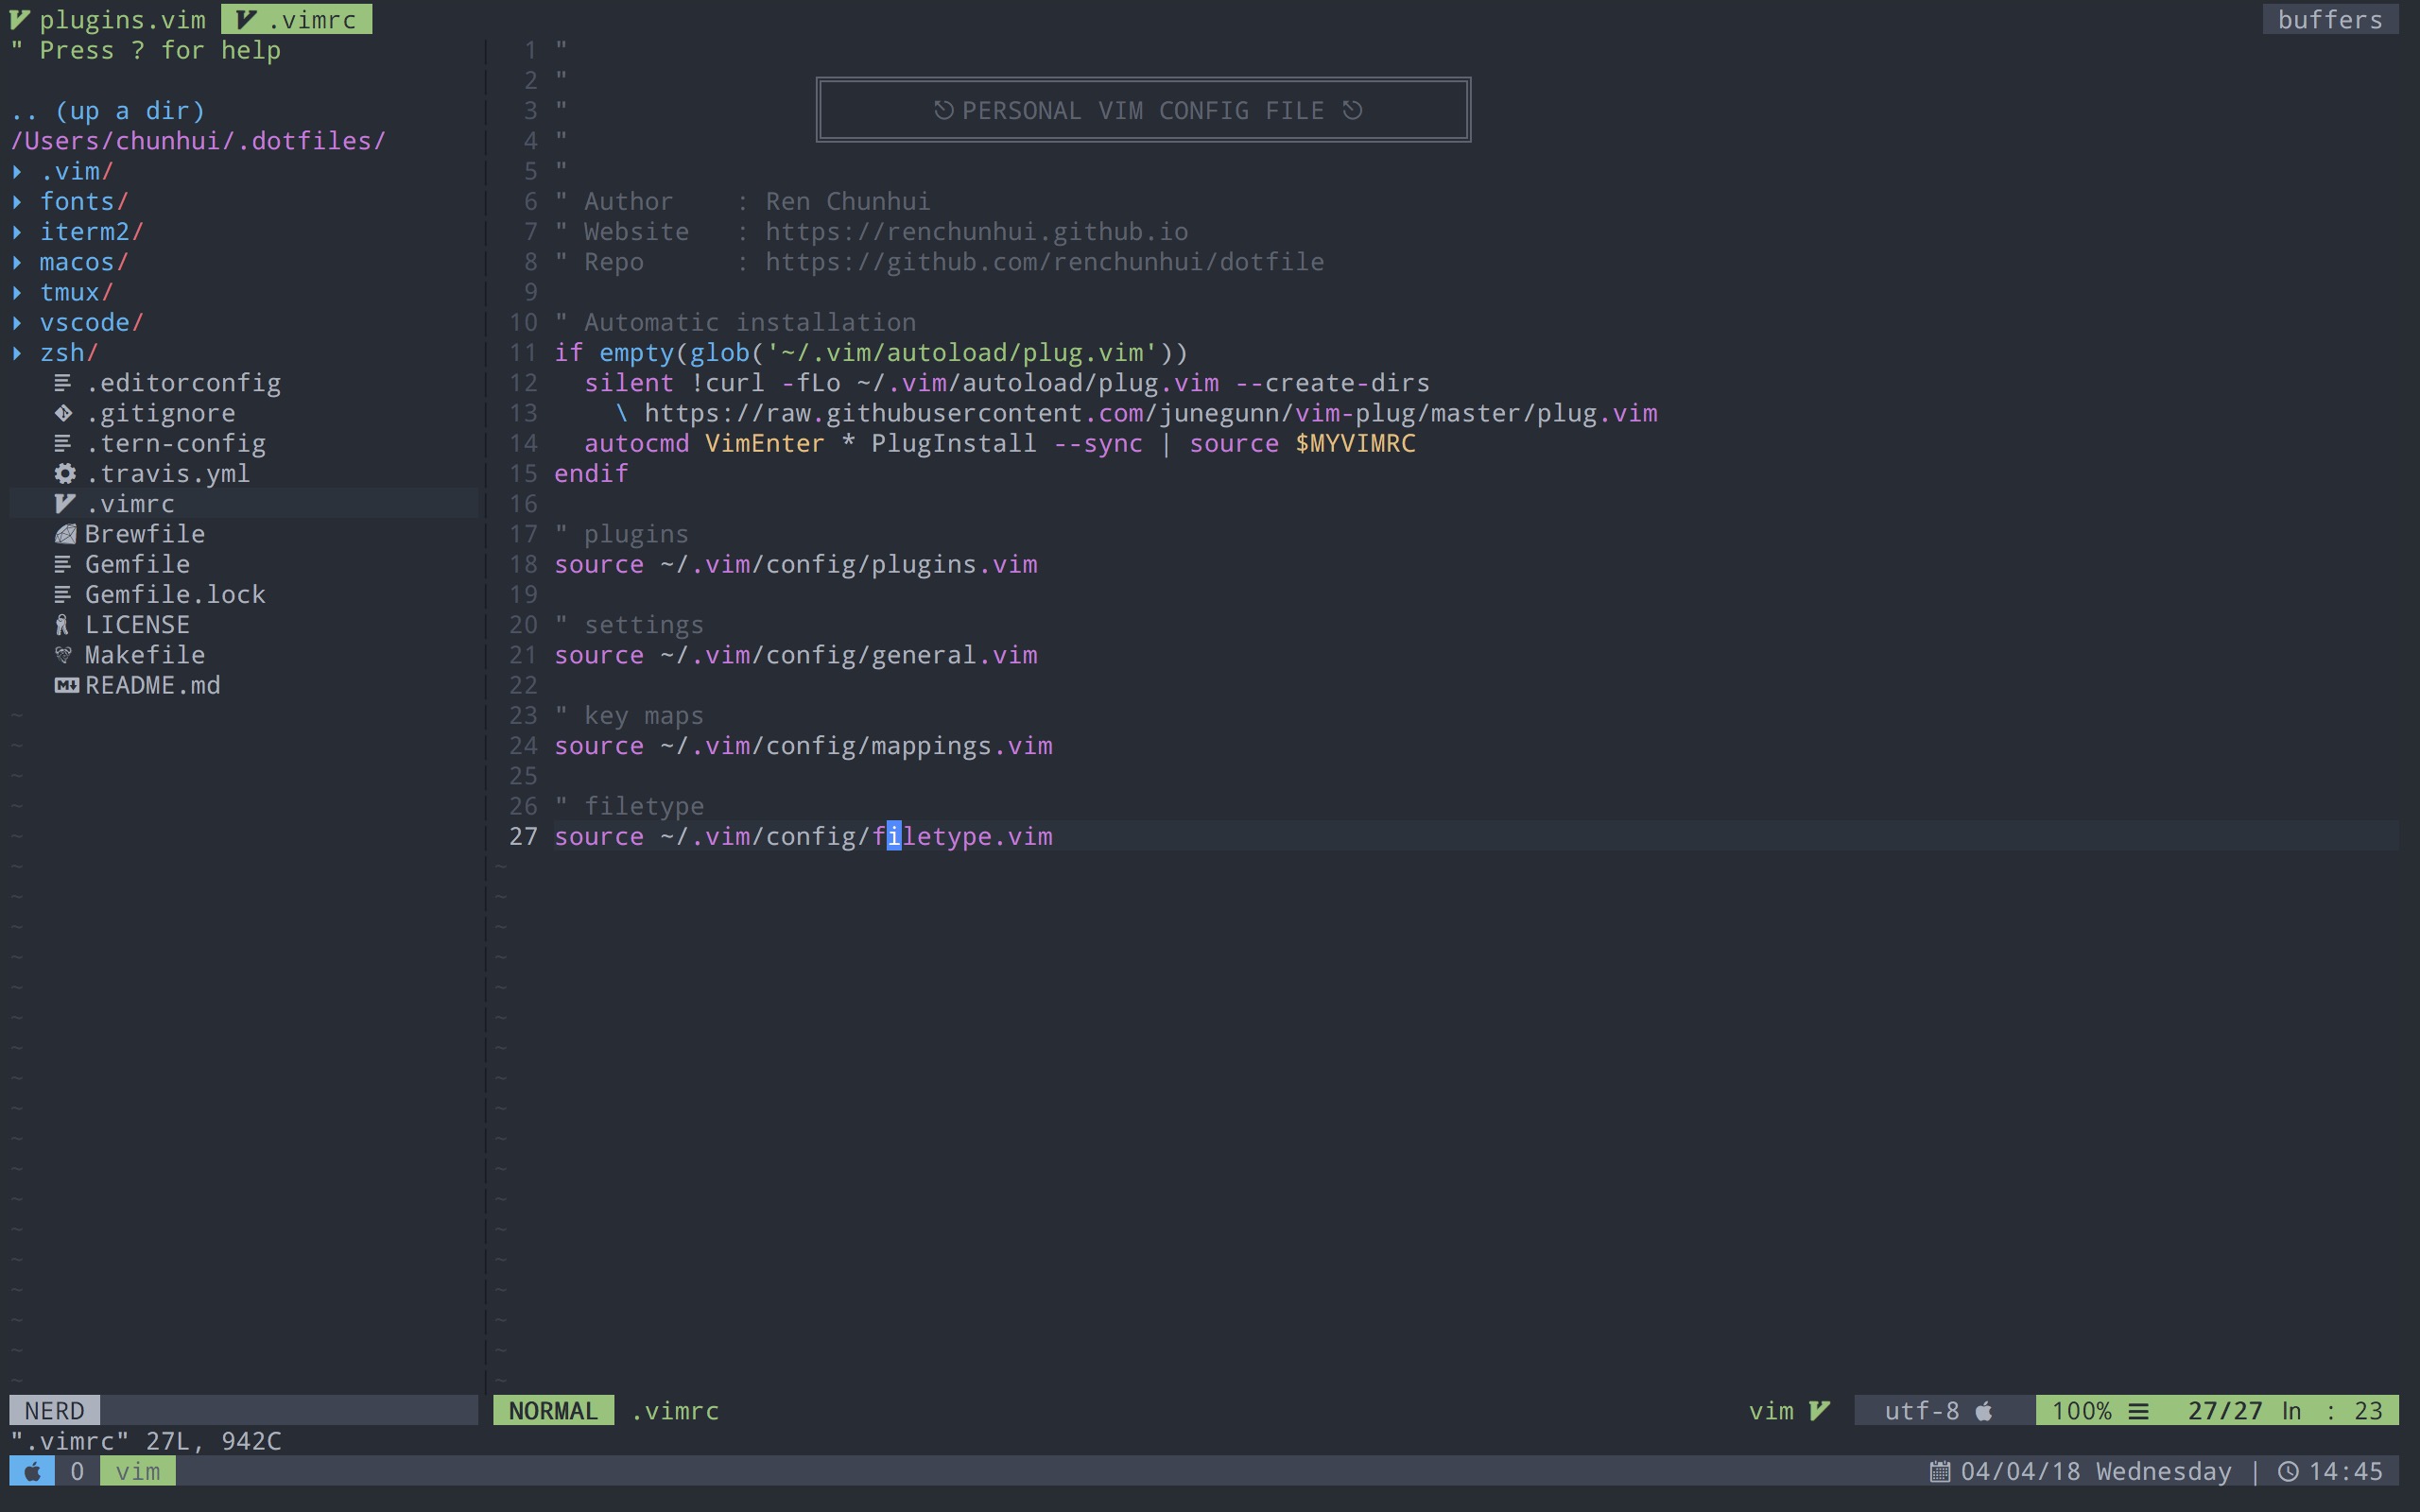 plugins.vim .vimrc buffers
" Press ? for help
.. (up a dir)
/Users/chunhui/.dotfiles/
.vim/
fonts/
iterm2/
macos/
tmux/
vscode/
zsh/
.editorconfig
.gitignore
.tern-config
.travis.yml
.vimrc
Brewfile
Gemfile
Gemfile.lock
LICENSE
Makefile
README.md
1 "
2 "
3 " PERSONAL VIM CONFIG FILE
4 "
5 "
6 " Author : Ren Chunhui
7 " Website : https://renchunhui.github.io
8 " Repo : https://github.com/renchunhui/dotfile
9
10 " Automatic installation
11 if empty(glob('~/.vim/autoload/plug.vim'))
12 silent !curl -fLo ~/.vim/autoload/plug.vim --create-dirs
13 \ https://raw.githubusercontent.com/junegunn/vim-plug/master/plug.vim
14 autocmd VimEnter * PlugInstall --sync | source $MYVIMRC
15 endif
16
17 " plugins
18 source ~/.vim/config/plugins.vim
19
20 " settings
21 source ~/.vim/config/general.vim
22
23 " key maps
24 source ~/.vim/config/mappings.vim
25
26 " filetype
27 source ~/.vim/config/filetype.vim
NERD NORMAL .vimrc vim utf-8 100% ☰ 27/27 ln : 23
".vimrc" 27L, 942C
0 vim 04/04/18 Wednesday | 14:45